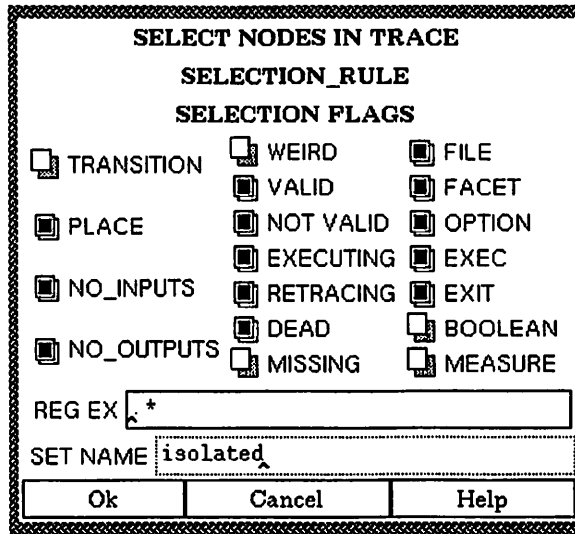 SELECT NODES IN TRACE
SELECTION_RULE
SELECTION FLAGS
TRANSITION
PLACE
NO_INPUTS
NO_OUTPUTS
WEIRD
VALID
NOT VALID
EXECUTING
RETRACING
DEAD
MISSING
FILE
FACET
OPTION
EXEC
EXIT
BOOLEAN
MEASURE
REG EX .*
SET NAME isolated
Ok Cancel Help